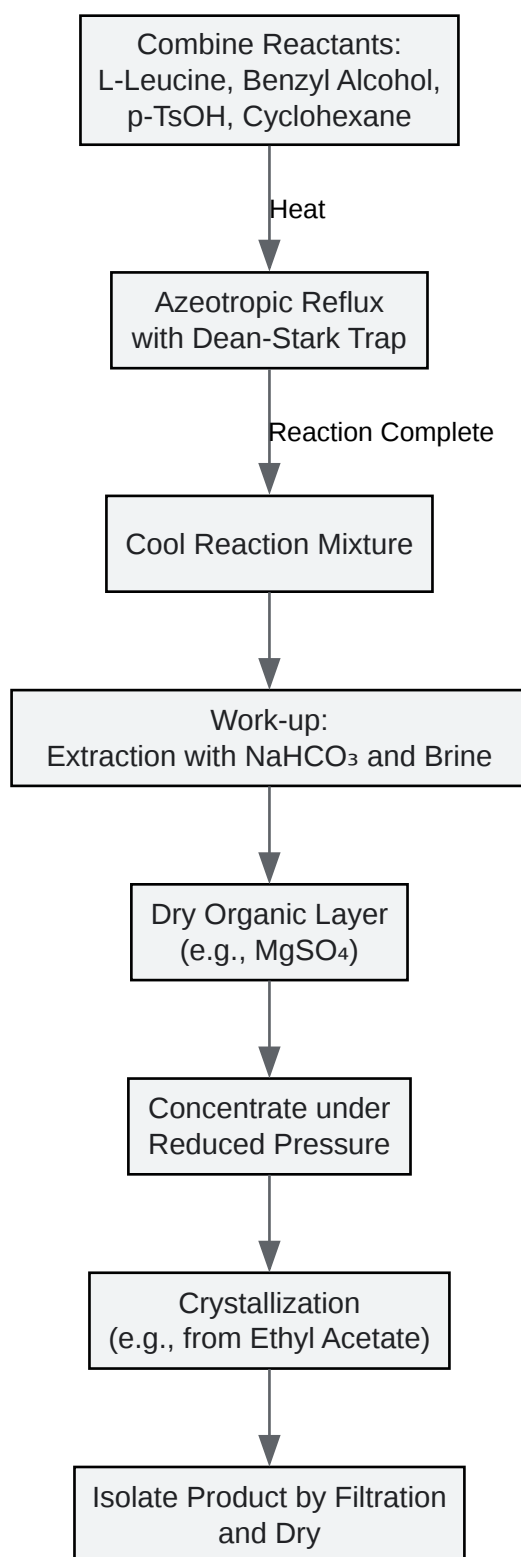 Combine Reactants:
L-Leucine, Benzyl Alcohol,
p-TsOH, Cyclohexane
Heat
Azeotropic Reflux
with Dean-Stark Trap
Reaction Complete
Cool Reaction Mixture
Work-up:
Extraction with NaHCO₃ and Brine
Dry Organic Layer
(e.g., MgSO₄)
Concentrate under
Reduced Pressure
Crystallization
(e.g., from Ethyl Acetate)
Isolate Product by Filtration
and Dry